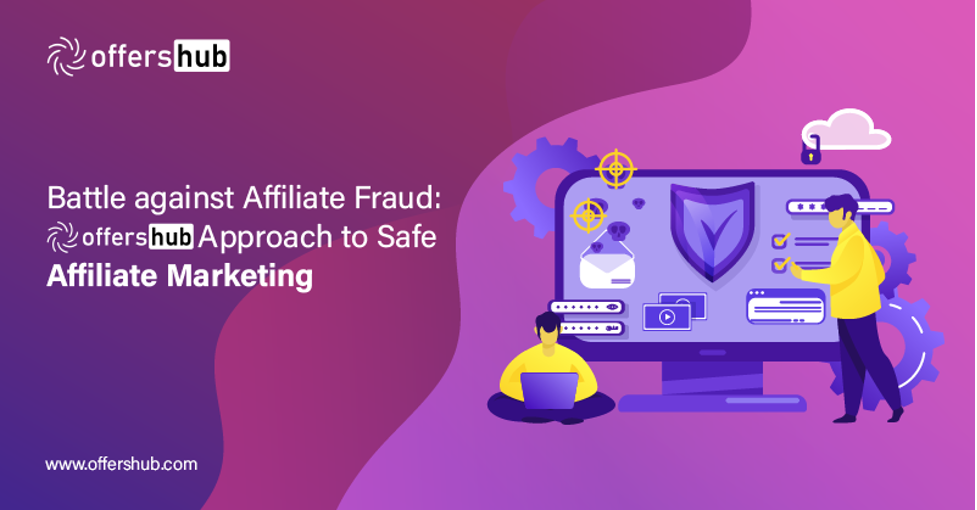 offershub
Battle against Affiliate Fraud:
offershub Approach to Safe
Affiliate Marketing
www.offershub.com